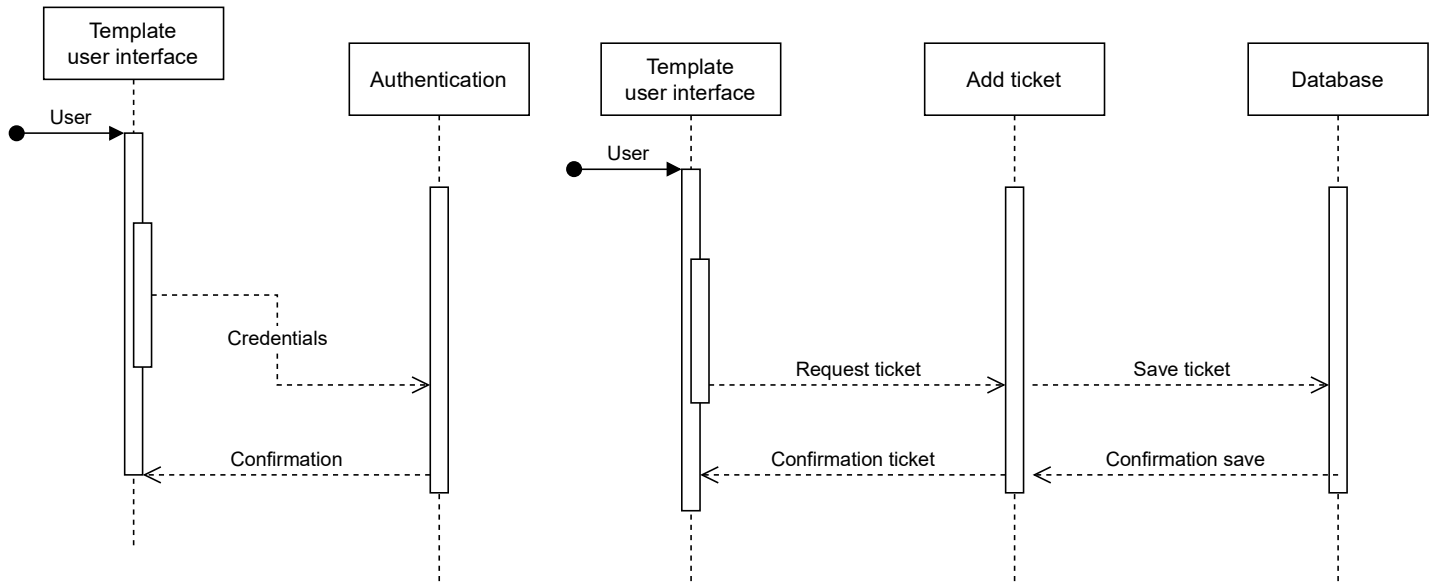 Template
user interface
Authentication
User
Credentials
Confirmation
Template
user interface
Add ticket
Database
User
Request ticket
Save ticket
Confirmation ticket
Confirmation save